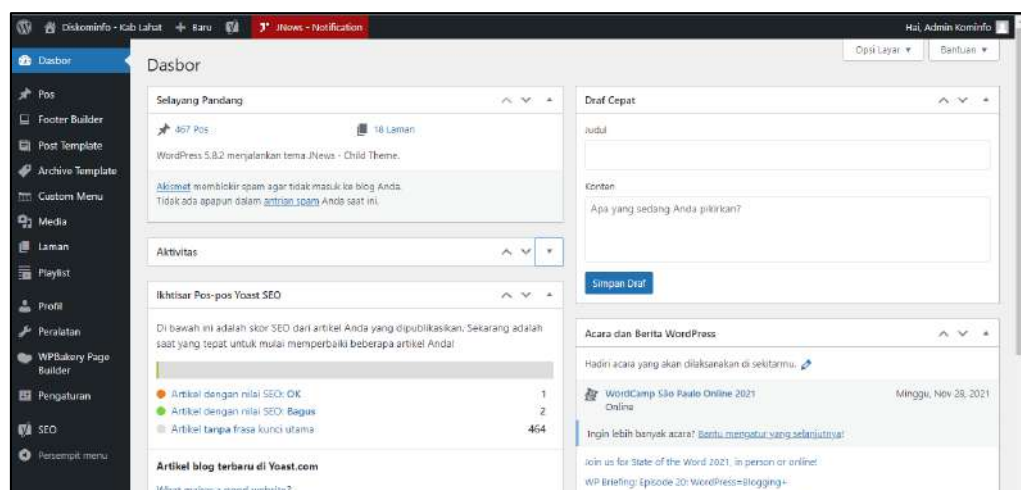 Diskominfo - Kab Lahat
Baru
JNews - Notification
Hai, Admin Kominfo
Opsi Layar
Bantuan
Dasbor
Pos
Footer Builder
Post Template
Archive Template
Custom Menu
Media
Laman
Playlist
Profil
Peralatan
WPBakery Page
Builder
Pengaturan
SEO
Persempit menu
Dasbor
Selayang Pandang
467 Pos
18 Laman
WordPress 5.8.2 menjalankan tema JNews - Child Theme.
Akismet memblokir spam agar tidak masuk ke blog Anda.
Tidak ada apapun dalam antrian spam Anda saat ini.
Aktivitas
Ikhtisar Pos-pos Yoast SEO
Di bawah ini adalah skor SEO dari artikel Anda yang dipublikasikan. Sekarang adalah
saat yang tepat untuk mulai memperbaiki beberapa artikel Anda!
Artikel dengan nilai SEO: OK 1
Artikel dengan nilai SEO: Bagus 2
Artikel tanpa frasa kunci utama 464
Artikel blog terbaru di Yoast.com
What makes a good website?
Draf Cepat
Judul
Konten
Apa yang sedang Anda pikirkan?
Simpan Draf
Acara dan Berita WordPress
Hadiri acara yang akan dilaksanakan di sekitarmu.
WordCamp São Paulo Online 2021
Minggu, Nov 28, 2021
Online
Ingin lebih banyak acara? Bantu mengatur yang selanjutnya!
Join us for State of the Word 2021, in person or online!
WP Briefing: Episode 20: WordPress=Blogging+